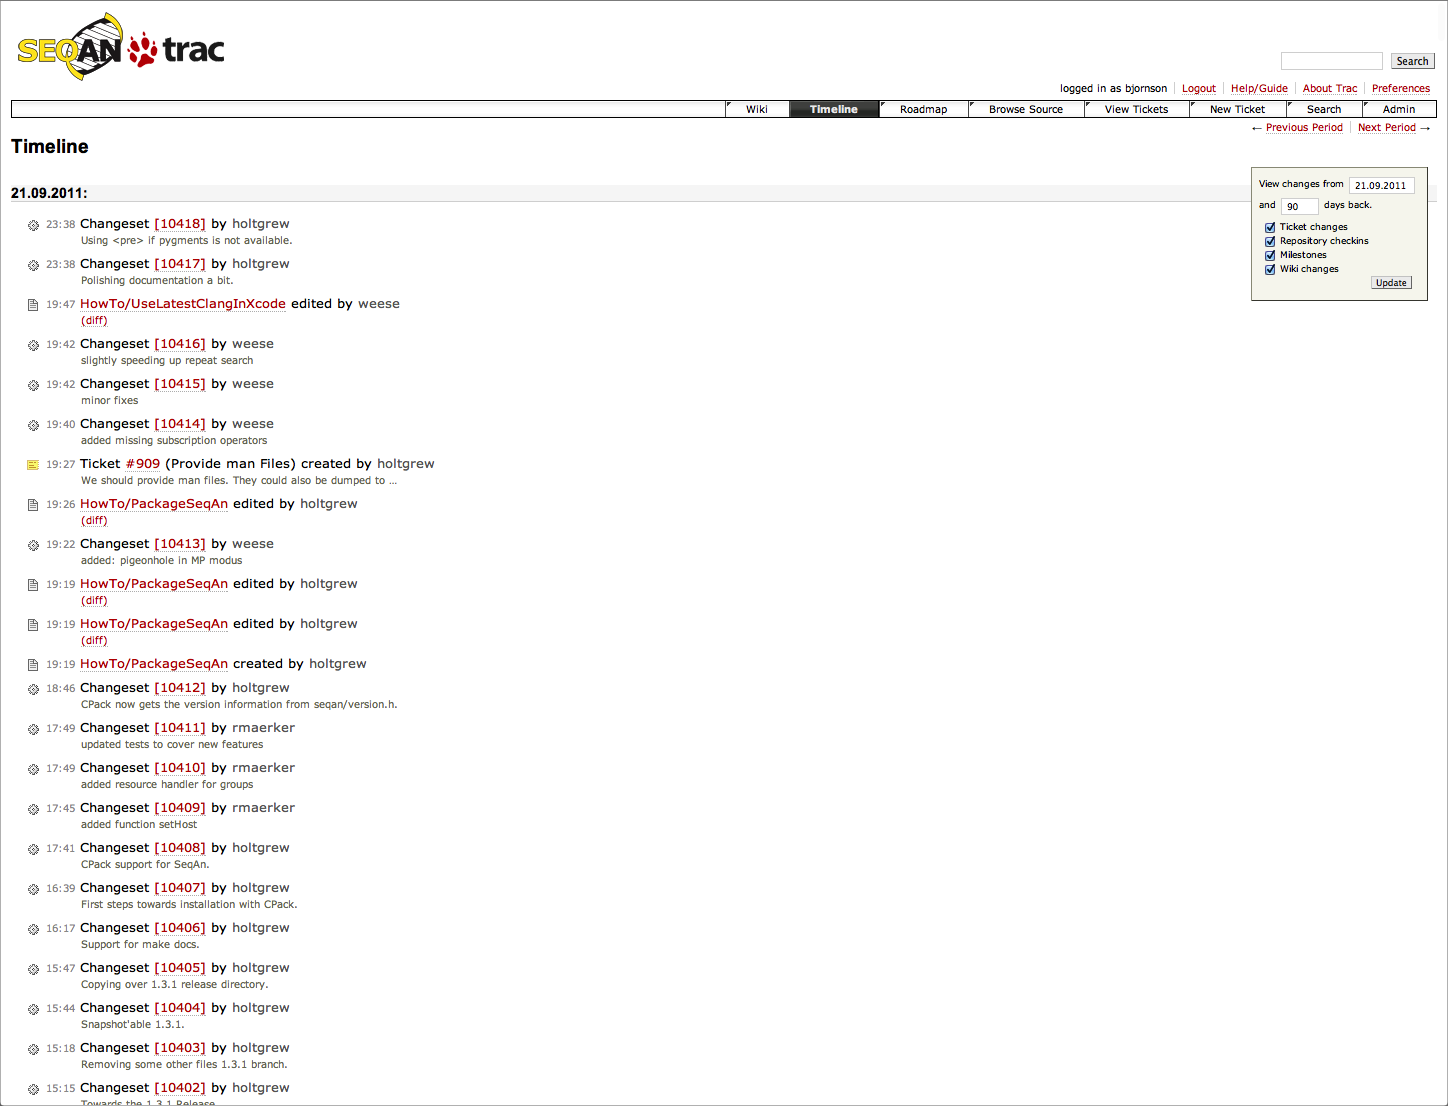 SEQAN trac
Search
logged in as bjornson Logout Help/Guide About Trac Preferences
Wiki Timeline Roadmap Browse Source View Tickets New Ticket Search Admin
← Previous Period Next Period →
Timeline
View changes from 21.09.2011
and 90 days back.
Ticket changes
Repository checkins
Milestones
Wiki changes
Update
21.09.2011:
23:38 Changeset [10418] by holtgrew
Using <pre> if pygments is not available.
23:38 Changeset [10417] by holtgrew
Polishing documentation a bit.
19:47 HowTo/UseLatestClangInXcode edited by weese
(diff)
19:42 Changeset [10416] by weese
slightly speeding up repeat search
19:42 Changeset [10415] by weese
minor fixes
19:40 Changeset [10414] by weese
added missing subscription operators
19:27 Ticket #909 (Provide man Files) created by holtgrew
We should provide man files. They could also be dumped to ...
19:26 HowTo/PackageSeqAn edited by holtgrew
(diff)
19:22 Changeset [10413] by weese
added: pigeonhole in MP modus
19:19 HowTo/PackageSeqAn edited by holtgrew
(diff)
19:19 HowTo/PackageSeqAn edited by holtgrew
(diff)
19:19 HowTo/PackageSeqAn created by holtgrew
18:46 Changeset [10412] by holtgrew
CPack now gets the version information from seqan/version.h.
17:49 Changeset [10411] by rmaerker
updated tests to cover new features
17:49 Changeset [10410] by rmaerker
added resource handler for groups
17:45 Changeset [10409] by rmaerker
added function setHost
17:41 Changeset [10408] by holtgrew
CPack support for SeqAn.
16:39 Changeset [10407] by holtgrew
First steps towards installation with CPack.
16:17 Changeset [10406] by holtgrew
Support for make docs.
15:47 Changeset [10405] by holtgrew
Copying over 1.3.1 release directory.
15:44 Changeset [10404] by holtgrew
Snapshot'able 1.3.1.
15:18 Changeset [10403] by holtgrew
Removing some other files 1.3.1 branch.
15:15 Changeset [10402] by holtgrew
Towards the 1.3.1 Release